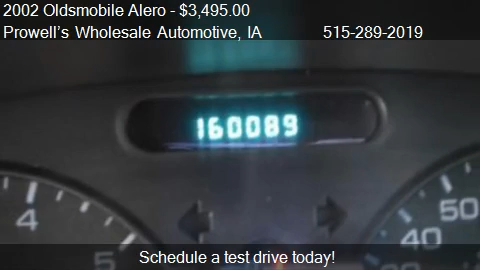 2002 Oldsmobile Alero - $3,495.00
Prowell's Wholesale Automotive, IA 515-289-2019
160089
4 50
5 40
Schedule a test drive today!